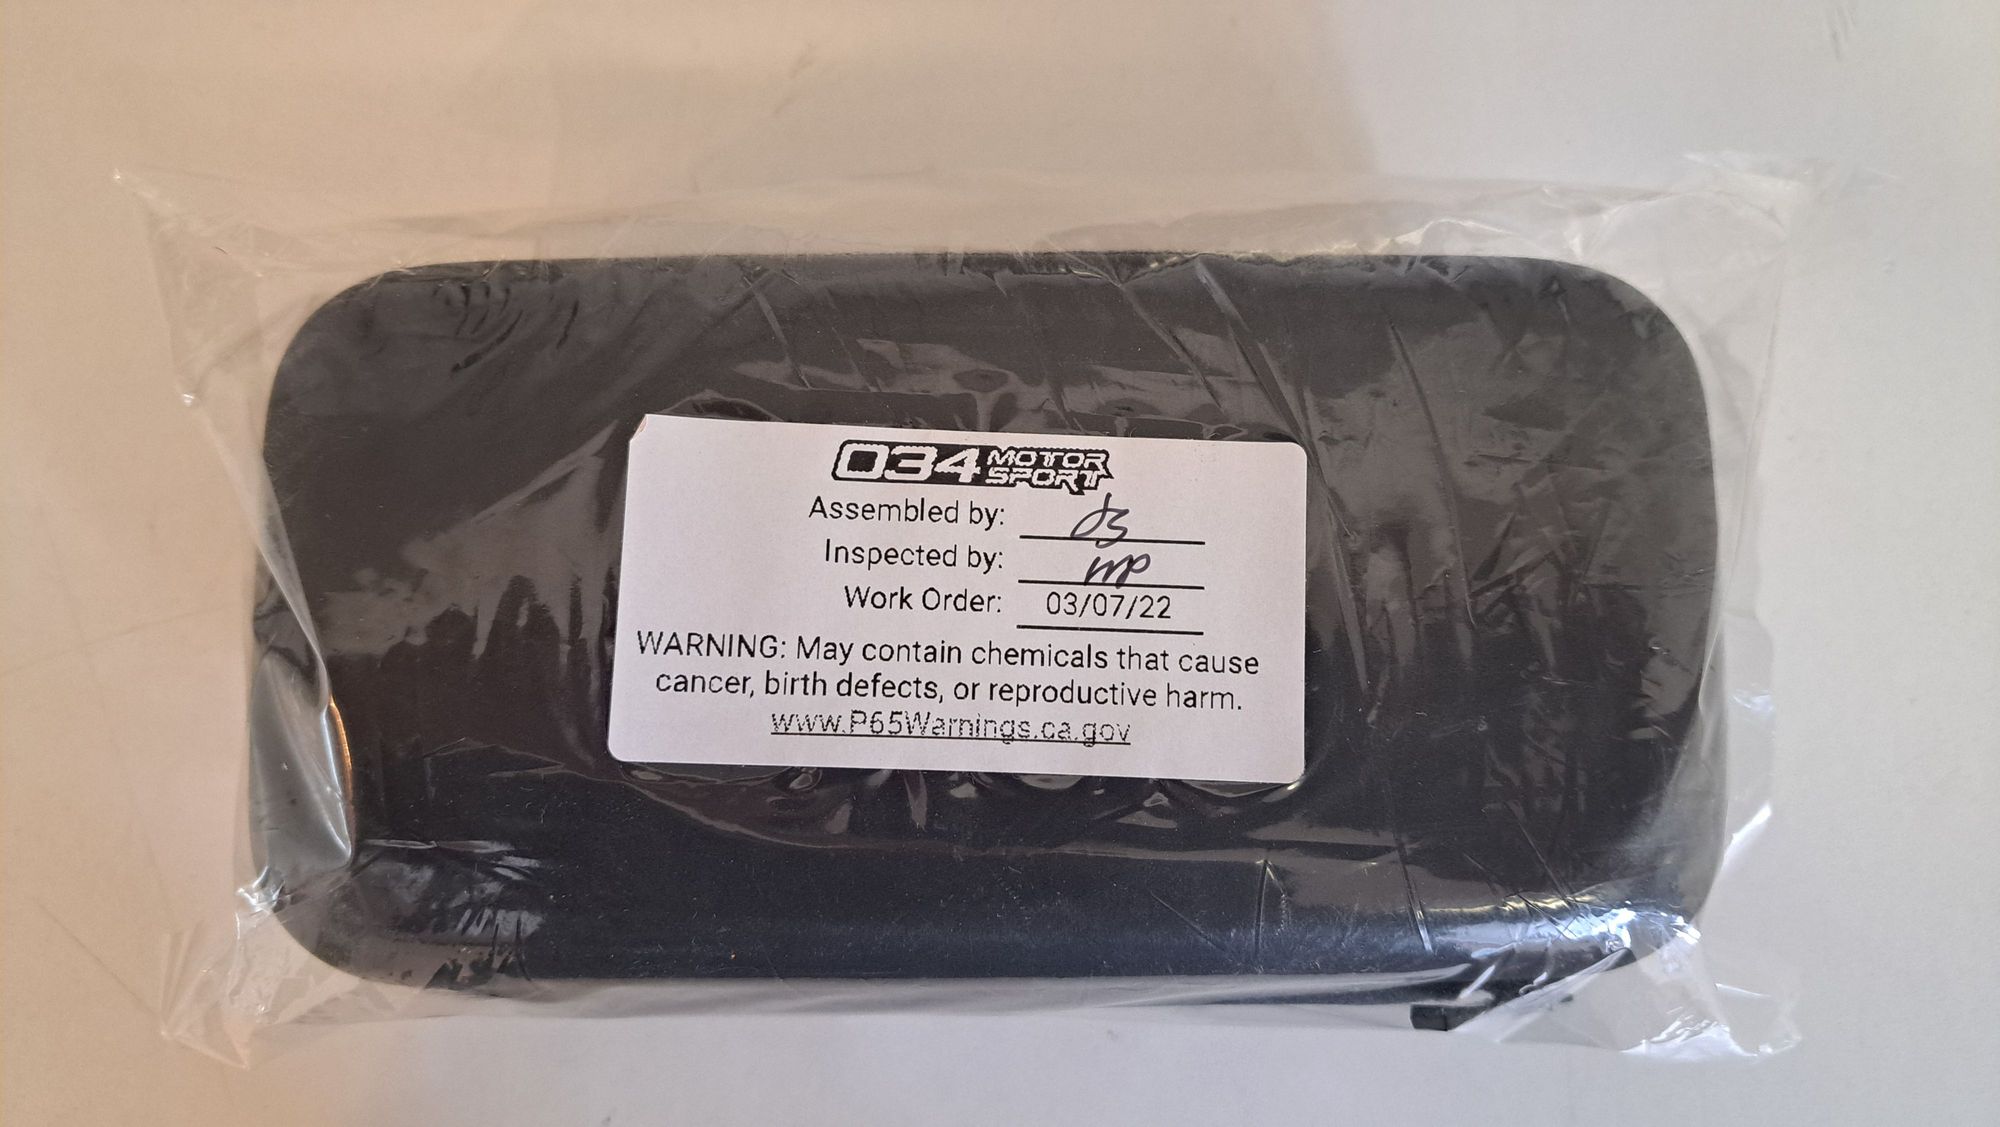 034 MOTOR
SPORT
Assembled by:
Inspected by: mp
Work Order: 03/07/22
WARNING: May contain chemicals that cause
cancer, birth defects, or reproductive harm.
www.P65Warnings.ca.gov